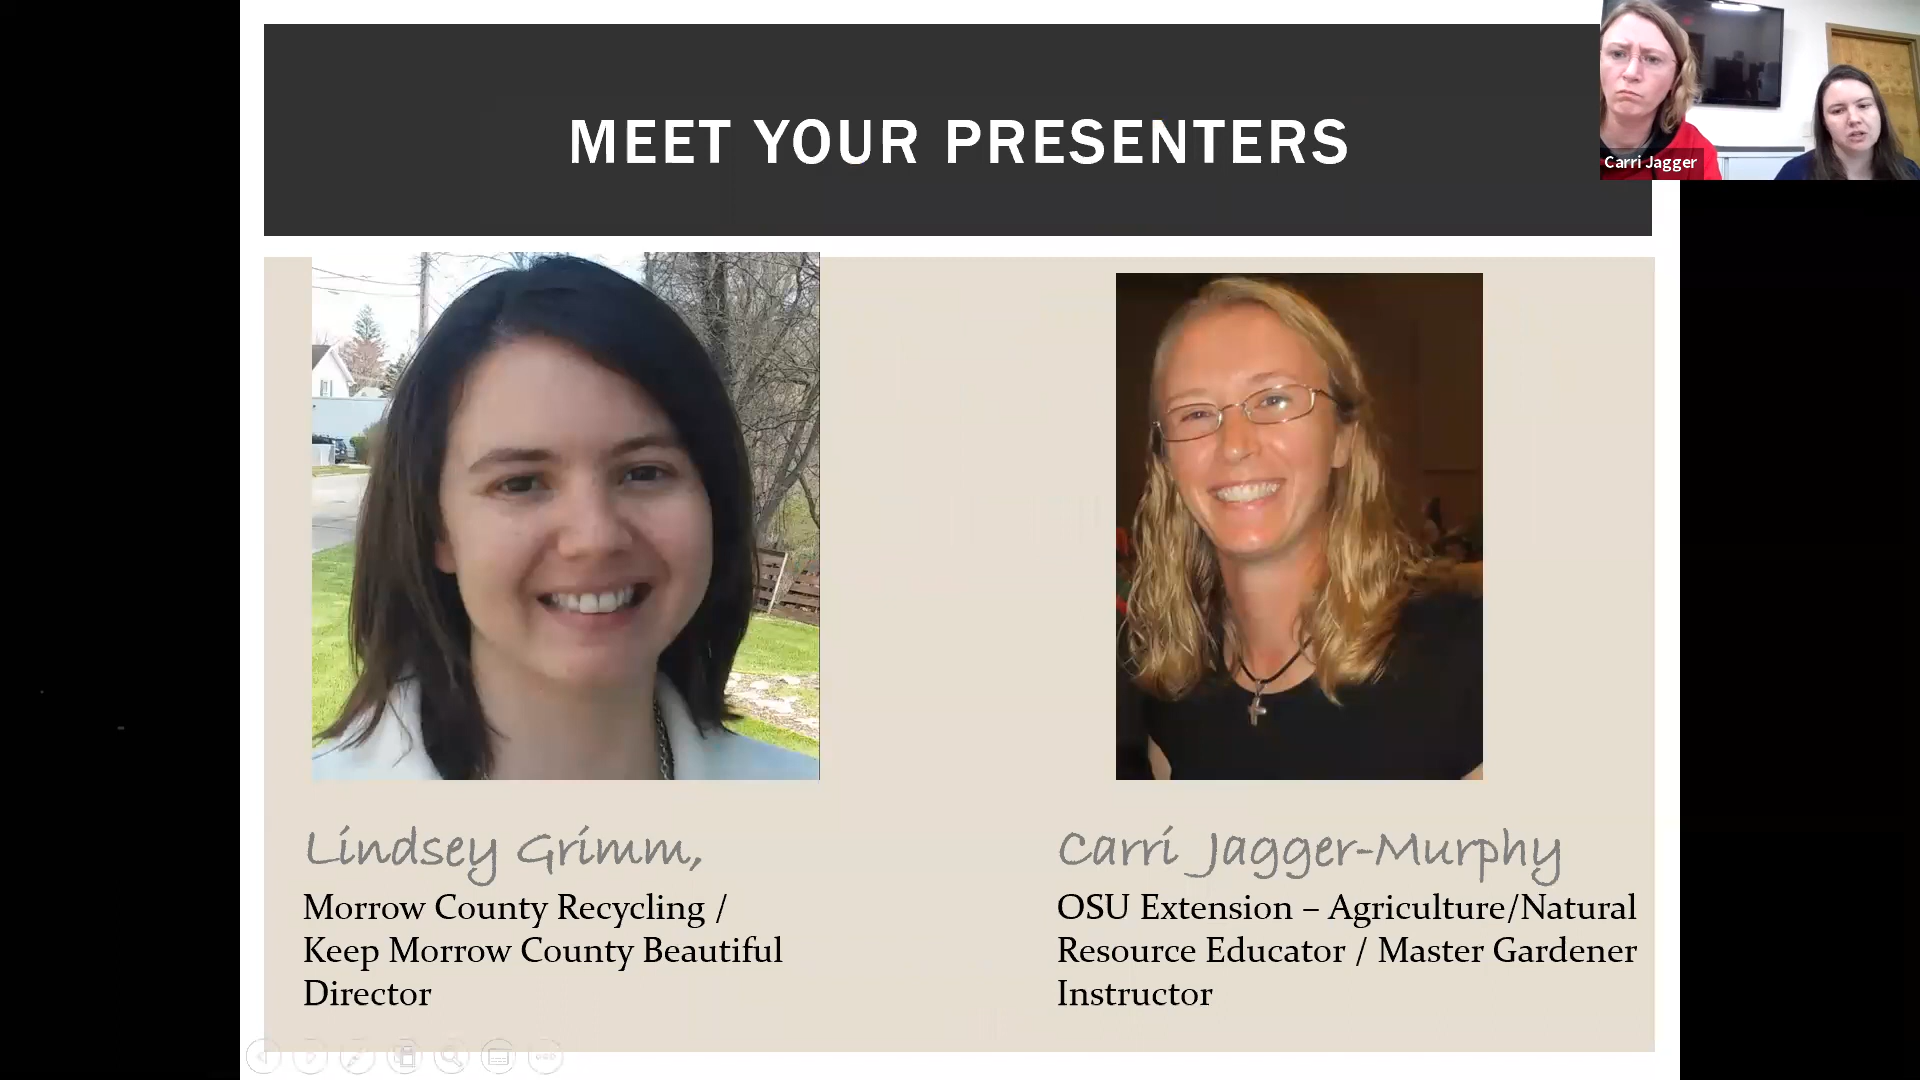 MEET YOUR PRESENTERS
Carri Jagger
Lindsey Grimm,
Morrow County Recycling /
Keep Morrow County Beautiful
Director
Carri Jagger-Murphy
OSU Extension – Agriculture/Natural
Resource Educator / Master Gardener
Instructor